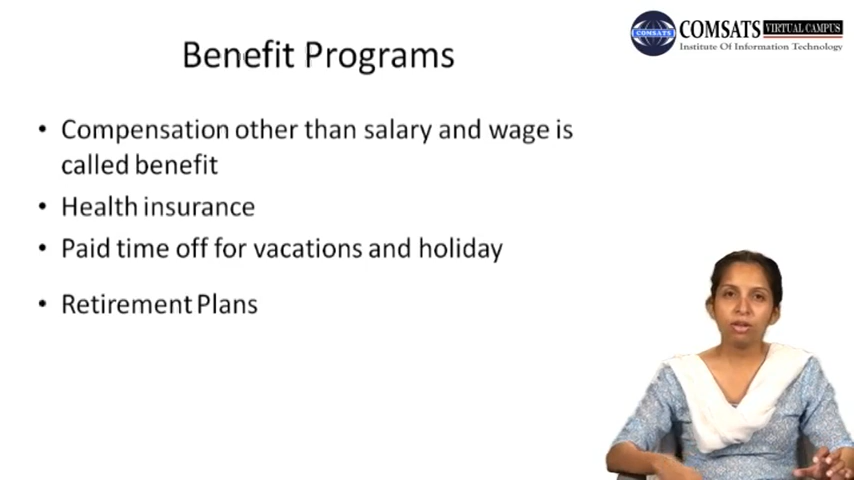 Benefit Programs
COMSATS VIRTUAL CAMPUS
COMSATS
Institute Of Information Technology
• Compensation other than salary and wage is
called benefit
• Health insurance
• Paid time off for vacations and holiday
• Retirement Plans